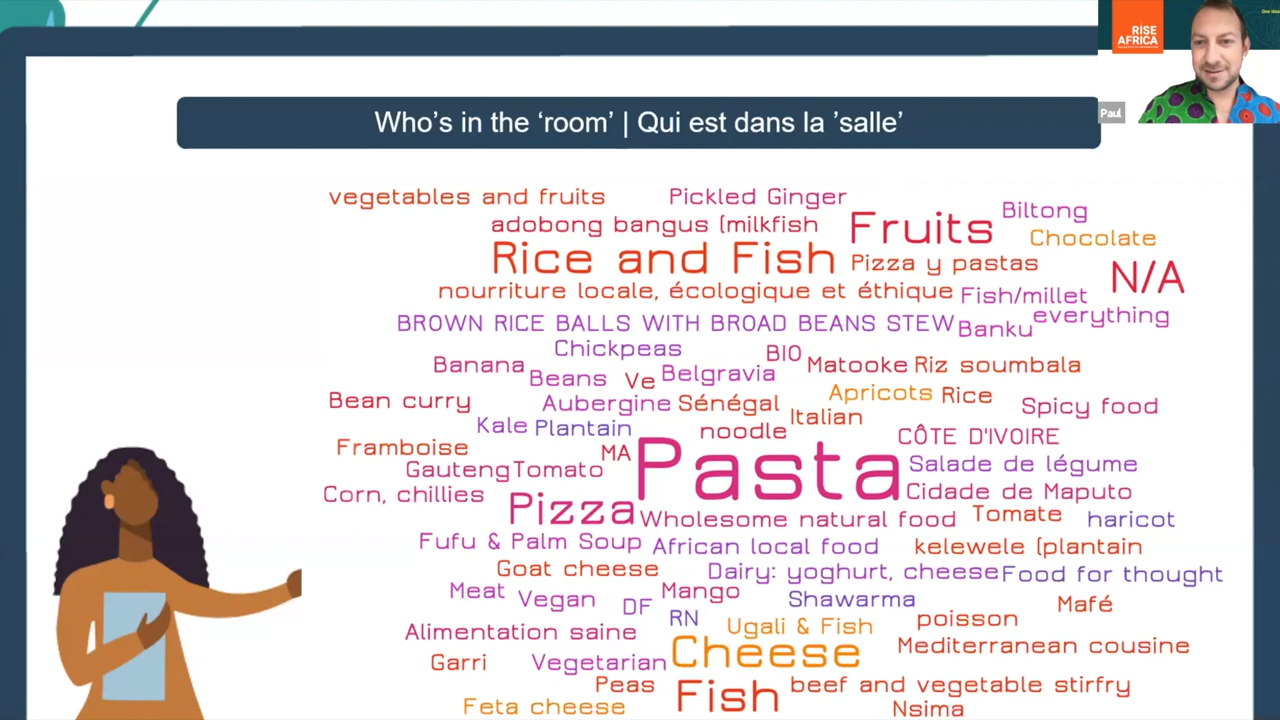 RISE
AFRICA
Paul
Who's in the 'room' | Qui est dans la 'salle'
vegetables and fruits
Pickled Ginger
Biltong
adobong bangus (milkfish
Fruits
Chocolate
Rice and Fish
Pizza y pastas
N/A
nourriture locale, écologique et éthique
Fish/millet
everything
BROWN RICE BALLS WITH BROAD BEANS STEW
Banku
Chickpeas
BIO
Banana
Matooke
Riz soumbala
Beans
Ve
Belgravia
Apricots
Rice
Bean curry
Aubergine
Sénégal
Italian
Spicy food
Kale
Plantain
noodle
CÔTE D'IVOIRE
Framboise
MA
Pasta
Gauteng
Tomato
Salade de légume
Corn, chillies
Pizza
Cidade de Maputo
Wholesome natural food
Tomate
haricot
Fufu & Palm Soup
African local food
kelewele (plantain
Goat cheese
Dairy: yoghurt, cheese
Food for thought
Meat
Vegan
DF
Mango
Shawarma
Mafé
RN
Ugali & Fish
poisson
Alimentation saine
Cheese
Mediterranean cousine
Garri
Vegetarian
Peas
Fish
beef and vegetable stirfry
Feta cheese
Nsima